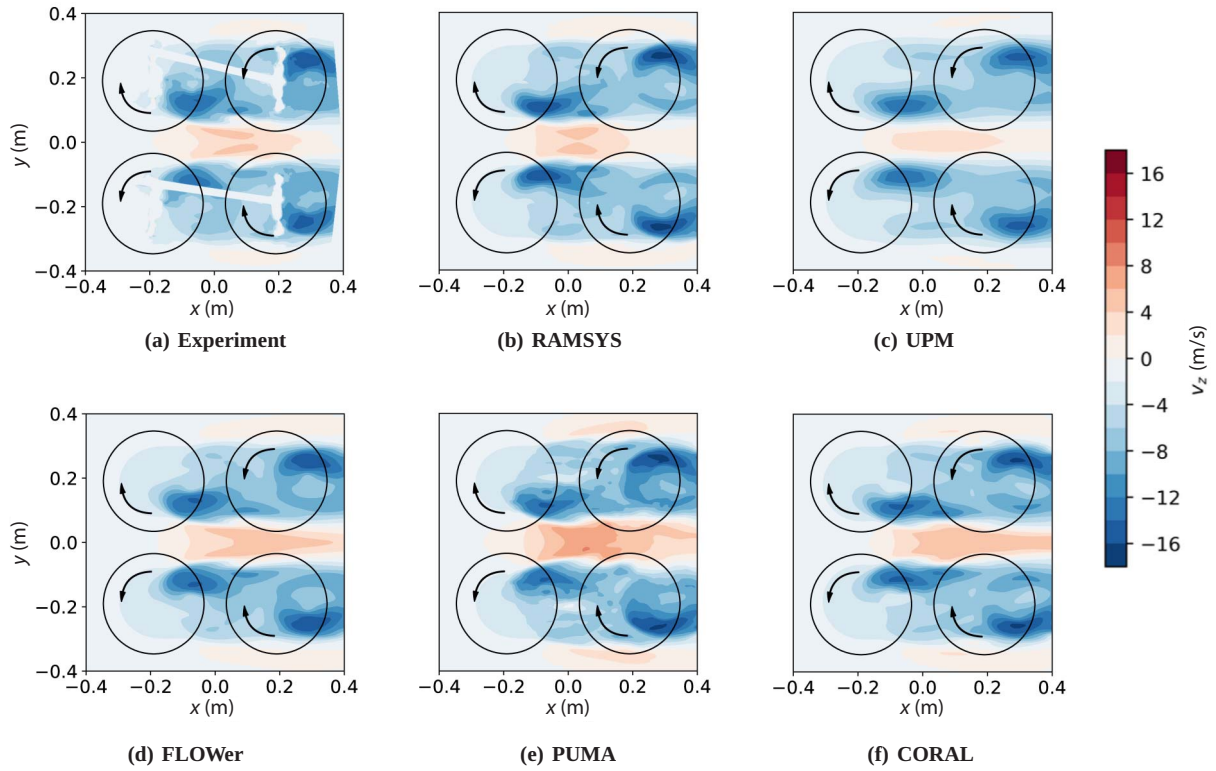 0.4
0.2
0.0
−0.2
−0.4
y (m)
−0.4 −0.2 0.0 0.2 0.4
x (m)
(a) Experiment
−0.4 −0.2 0.0 0.2 0.4
x (m)
(b) RAMSYS
−0.4 −0.2 0.0 0.2 0.4
x (m)
(c) UPM
0.4
0.2
0.0
−0.2
−0.4
y (m)
−0.4 −0.2 0.0 0.2 0.4
x (m)
(d) FLOWer
−0.4 −0.2 0.0 0.2 0.4
x (m)
(e) PUMA
−0.4 −0.2 0.0 0.2 0.4
x (m)
(f) CORAL
16
12
8
4
0
−4
−8
−12
−16
v_z (m/s)